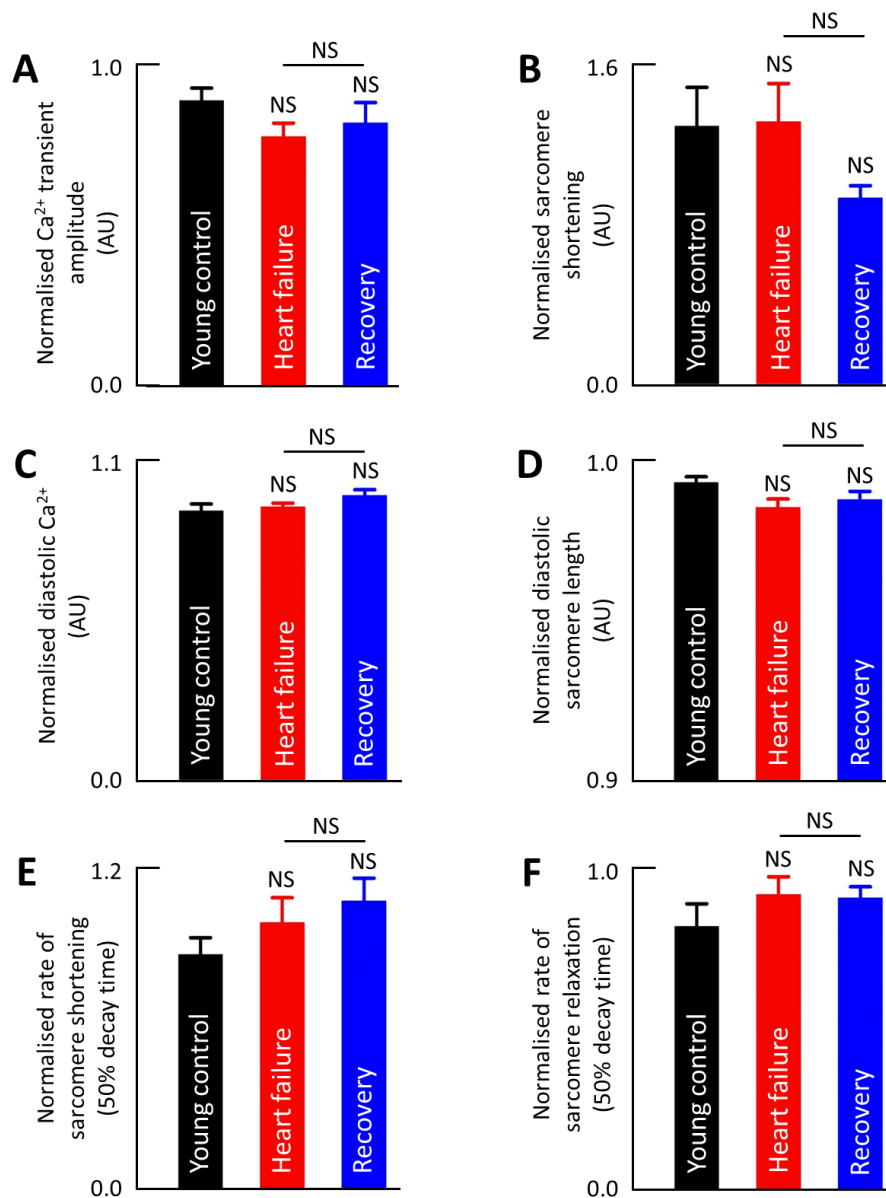 A
1.0
0.0
Normalised Ca²⁺ transient
amplitude
(AU)
NS
NS
NS
Young control
Heart failure
Recovery
B
1.6
0.0
Normalised sarcomere
shortening
(AU)
NS
NS
NS
Young control
Heart failure
Recovery
C
1.1
0.0
Normalised diastolic Ca²⁺
(AU)
NS
NS
NS
Young control
Heart failure
Recovery
D
1.0
0.9
Normalised diastolic
sarcomere length
(AU)
NS
NS
NS
Young control
Heart failure
Recovery
E
1.2
0.0
Normalised rate of
sarcomere shortening
(50% decay time)
NS
NS
NS
Young control
Heart failure
Recovery
F
1.0
0.0
Normalised rate of
sarcomere relaxation
(50% decay time)
NS
NS
NS
Young control
Heart failure
Recovery